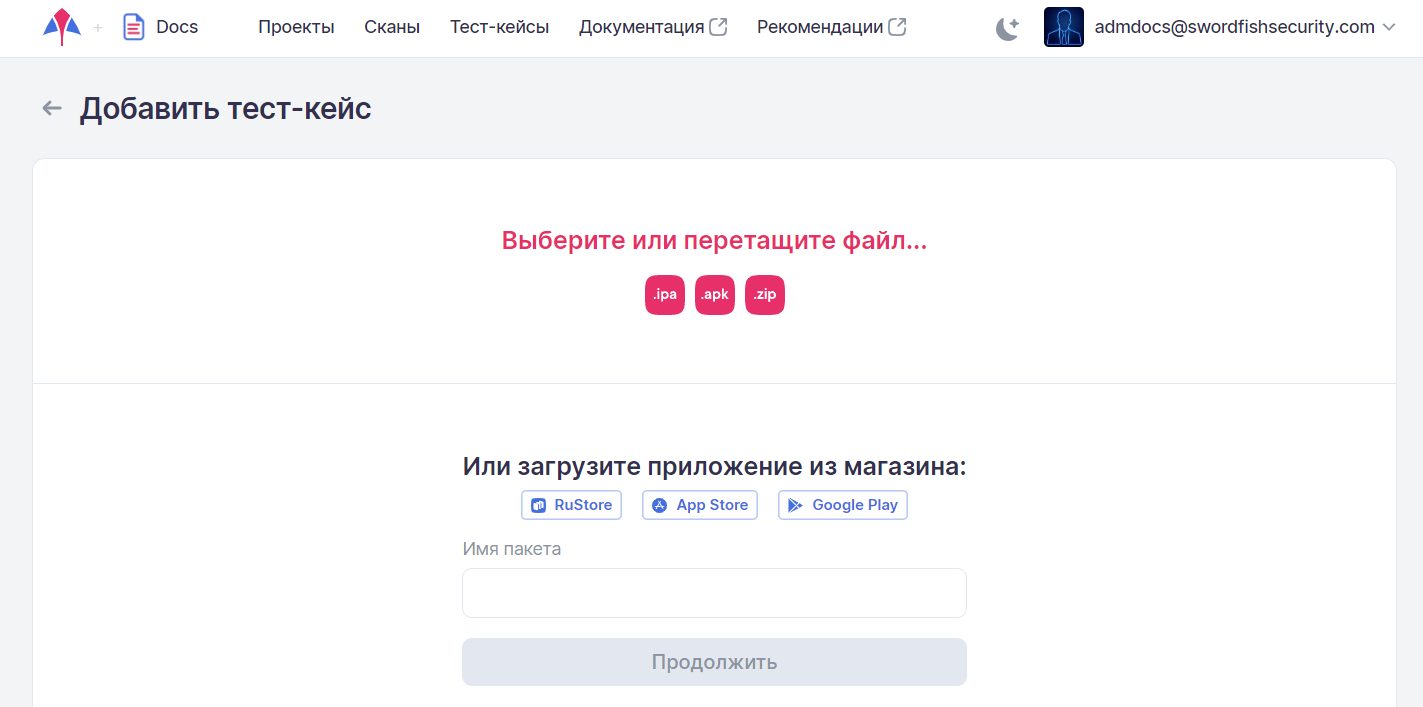 Docs Проекты Сканы Тест-кейсы Документация Рекомендации admdocs@swordfishsecurity.com
Добавить тест-кейс
Выберите или перетащите файл...
.ipa .apk .zip
Или загрузите приложение из магазина:
RuStore App Store Google Play
Имя пакета
Продолжить